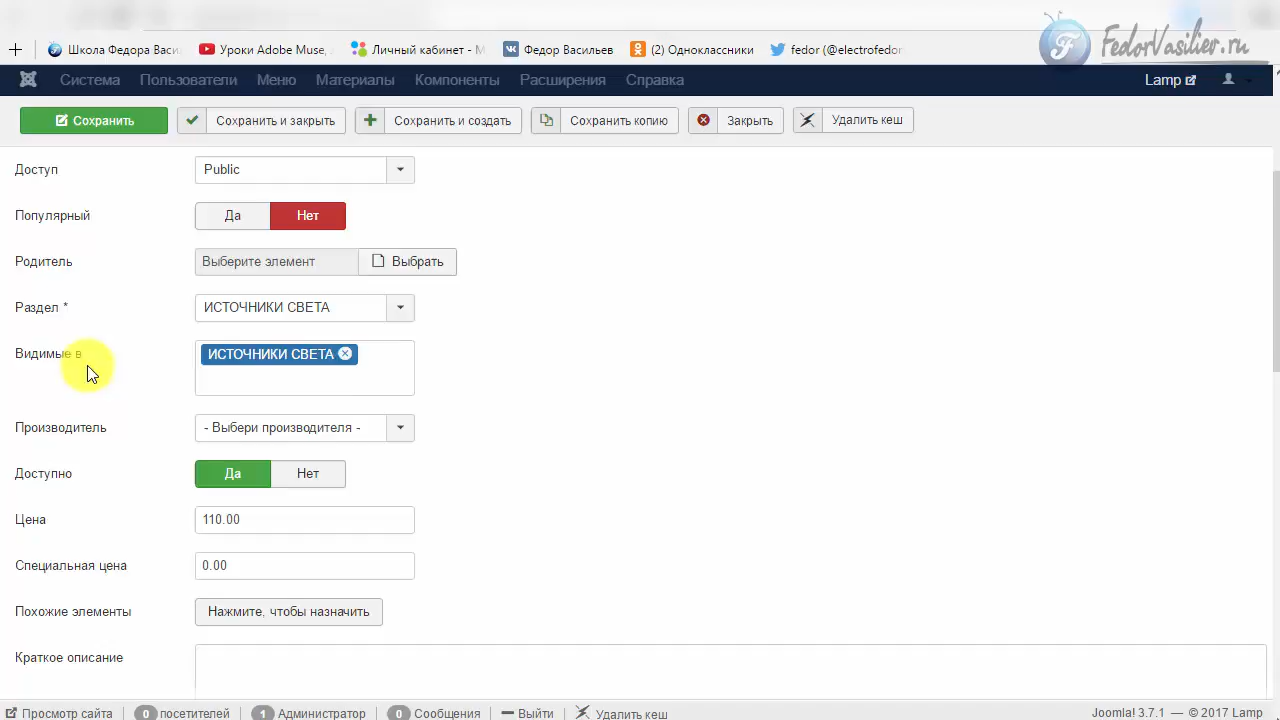 Школа Федора Васил
Уроки Adobe Muse,
Личный кабинет - М
Федор Васильев
(2) Одноклассники
fedor (@electrofedor
FedorVasiliev.ru
Система Пользователи Меню Материалы Компоненты Расширения Справка Lamp
Сохранить Сохранить и закрыть Сохранить и создать Сохранить копию Закрыть Удалить кеш
Доступ Public
Популярный Да Нет
Родитель Выберите элемент Выбрать
Раздел * ИСТОЧНИКИ СВЕТА
Видимые в ИСТОЧНИКИ СВЕТА
Производитель - Выбери производителя -
Доступно Да Нет
Цена 110.00
Специальная цена 0.00
Похожие элементы Нажмите, чтобы назначить
Краткое описание
Просмотр сайта 0 посетителей 1 Администратор 0 Сообщения Выйти Удалить кеш Joomla! 3.7.1 — © 2017 Lamp